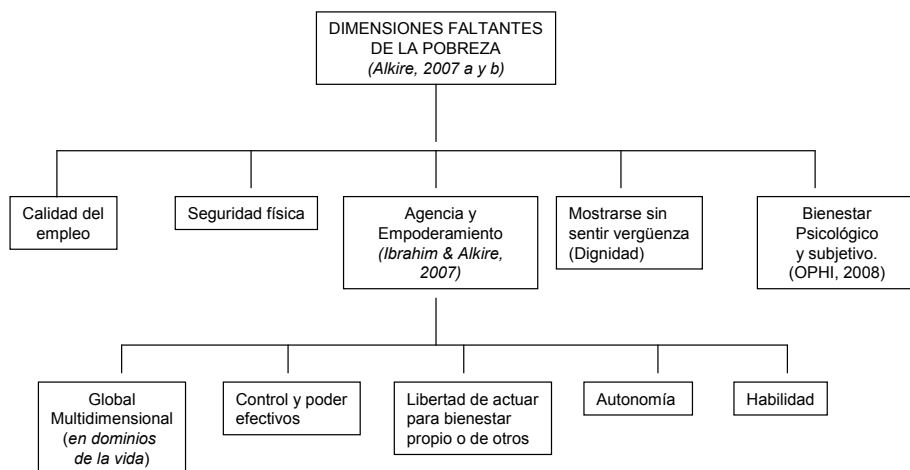 DIMENSIONES FALTANTES
DE LA POBREZA
(Alkire, 2007 a y b)
Calidad del
empleo
Seguridad física
Agencia y
Empoderamiento
(Ibrahim & Alkire,
2007)
Mostrarse sin
sentir vergüenza
(Dignidad)
Bienestar
Psicológico
y subjetivo.
(OPHI, 2008)
Global
Multidimensional
(en dominios
de la vida)
Control y poder
efectivos
Libertad de actuar
para bienestar
propio o de otros
Autonomía
Habilidad